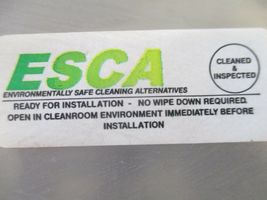 ESCA
ENVIRONMENTALLY SAFE CLEANING ALTERNATIVES
CLEANED
&
INSPECTED
READY FOR INSTALLATION - NO WIPE DOWN REQUIRED.
OPEN IN CLEANROOM ENVIRONMENT IMMEDIATELY BEFORE
INSTALLATION